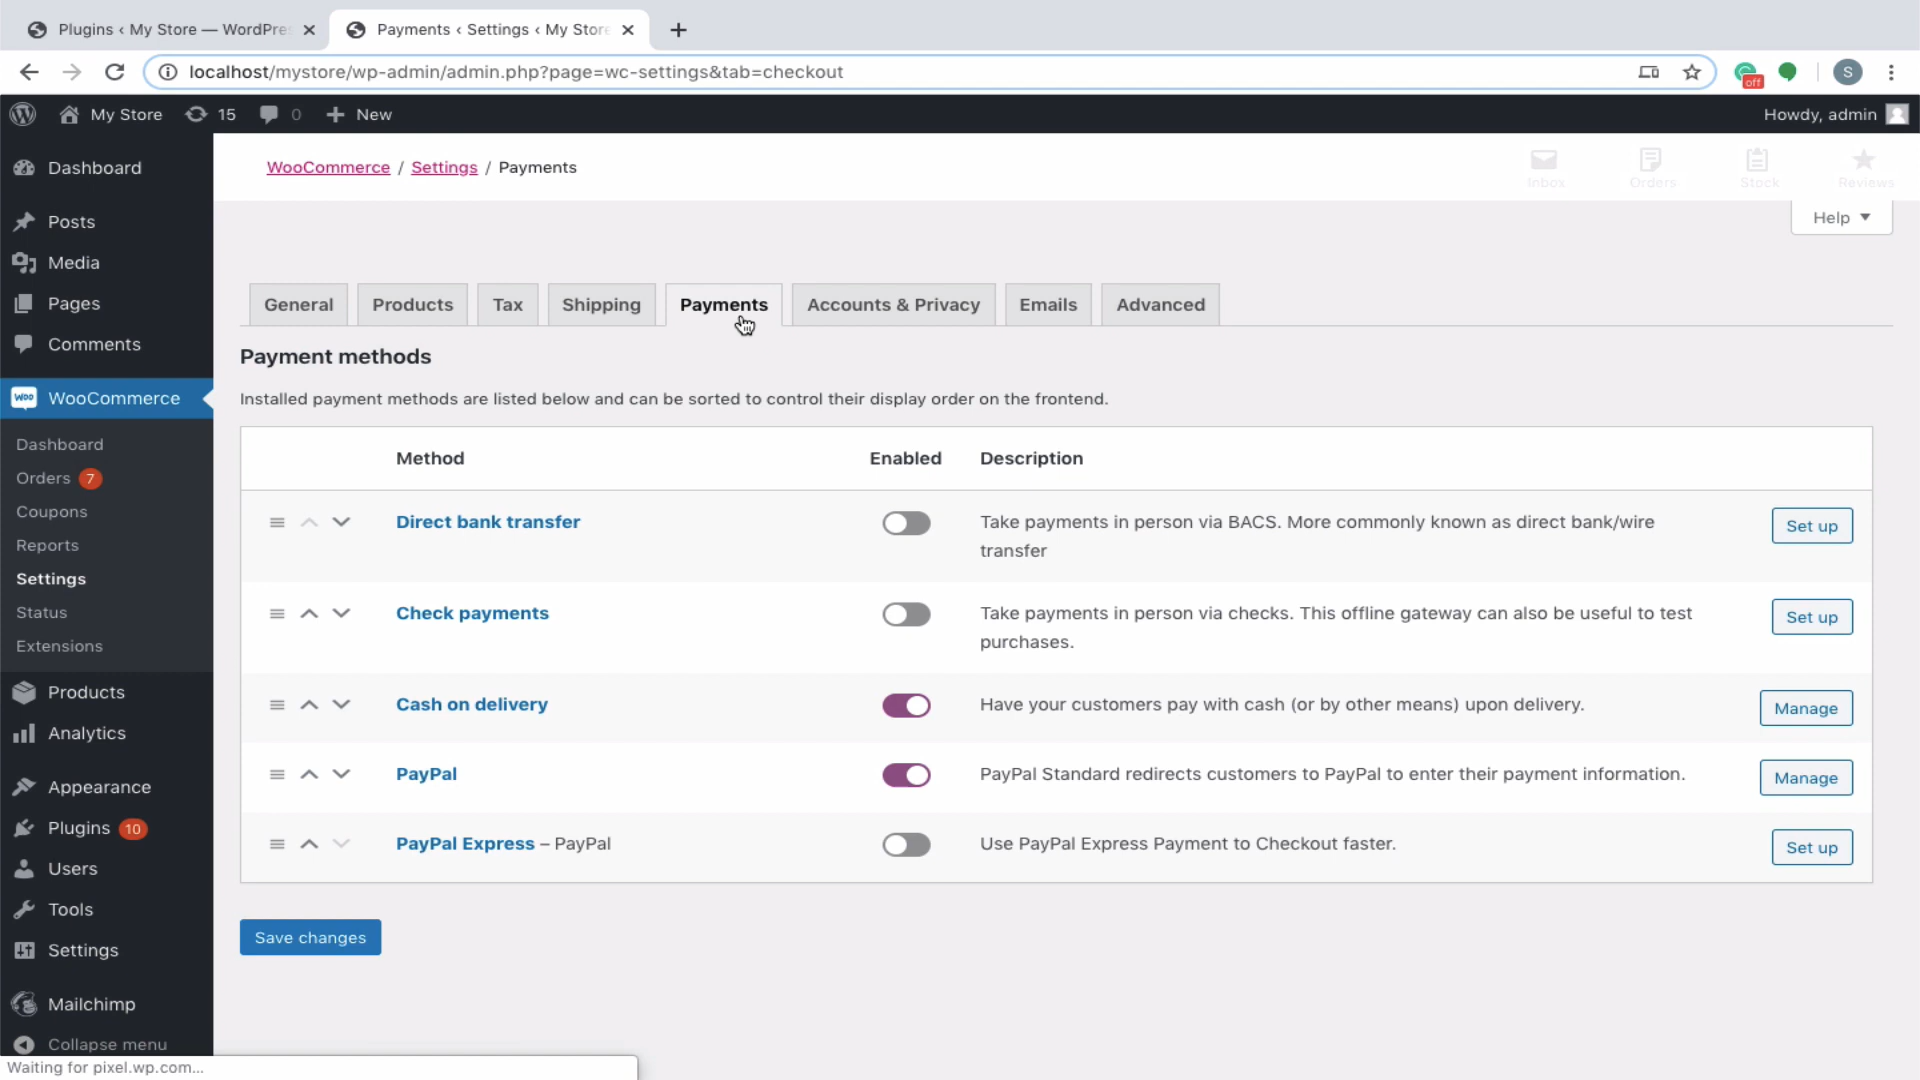 Plugins ‹ My Store — WordPre
Payments ‹ Settings ‹ My Store
localhost/mystore/wp-admin/admin.php?page=wc-settings&tab=checkout
off
S
My Store
15
0
New
Howdy, admin
Dashboard
Posts
Media
Pages
Comments
WOO
WooCommerce
Dashboard
Orders 7
Coupons
Reports
Settings
Status
Extensions
Products
Analytics
Appearance
Plugins 10
Users
Tools
Settings
Mailchimp
Collapse menu
Waiting for pixel.wp.com...
WooCommerce / Settings / Payments
Inbox
Orders
Stock
Reviews
Help
General
Products
Tax
Shipping
Payments
Accounts & Privacy
Emails
Advanced
Payment methods
Installed payment methods are listed below and can be sorted to control their display order on the frontend.
Method Enabled Description
Direct bank transfer
Take payments in person via BACS. More commonly known as direct bank/wire
transfer
Set up
Check payments
Take payments in person via checks. This offline gateway can also be useful to test
purchases.
Set up
Cash on delivery
Have your customers pay with cash (or by other means) upon delivery.
Manage
PayPal
PayPal Standard redirects customers to PayPal to enter their payment information.
Manage
PayPal Express – PayPal
Use PayPal Express Payment to Checkout faster.
Set up
Save changes